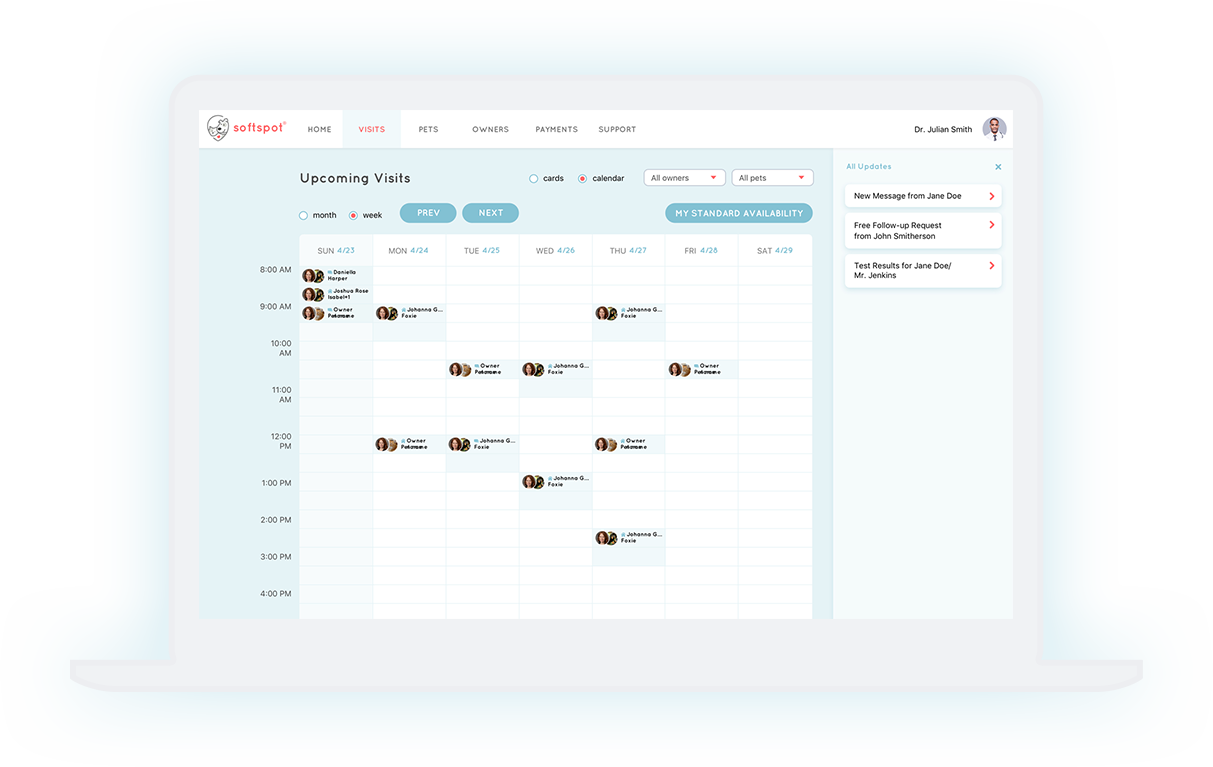 softspot®
HOME VISITS PETS OWNERS PAYMENTS SUPPORT
Dr. Julian Smith
Upcoming Visits
cards calendar
All owners
All pets
month week
PREV
NEXT
MY STANDARD AVAILABILITY
SUN 4/23 MON 4/24 TUE 4/25 WED 4/26 THU 4/27 FRI 4/28 SAT 4/29
8:00 AM
Daniella
Harper
Joshua Rose
Isabel+1
9:00 AM
Owner
Johanna G...
Foxie
Johanna G...
Foxie
10:00
AM
Owner
Johanna G...
Foxie
Owner
11:00
AM
12:00
PM
Owner
Johanna G...
Foxie
Owner
1:00 PM
Johanna G...
Foxie
2:00 PM
Johanna G...
Foxie
3:00 PM
4:00 PM
All Updates
×
New Message from Jane Doe
Free Follow-up Request
from John Smitherson
Test Results for Jane Doe/
Mr. Jenkins